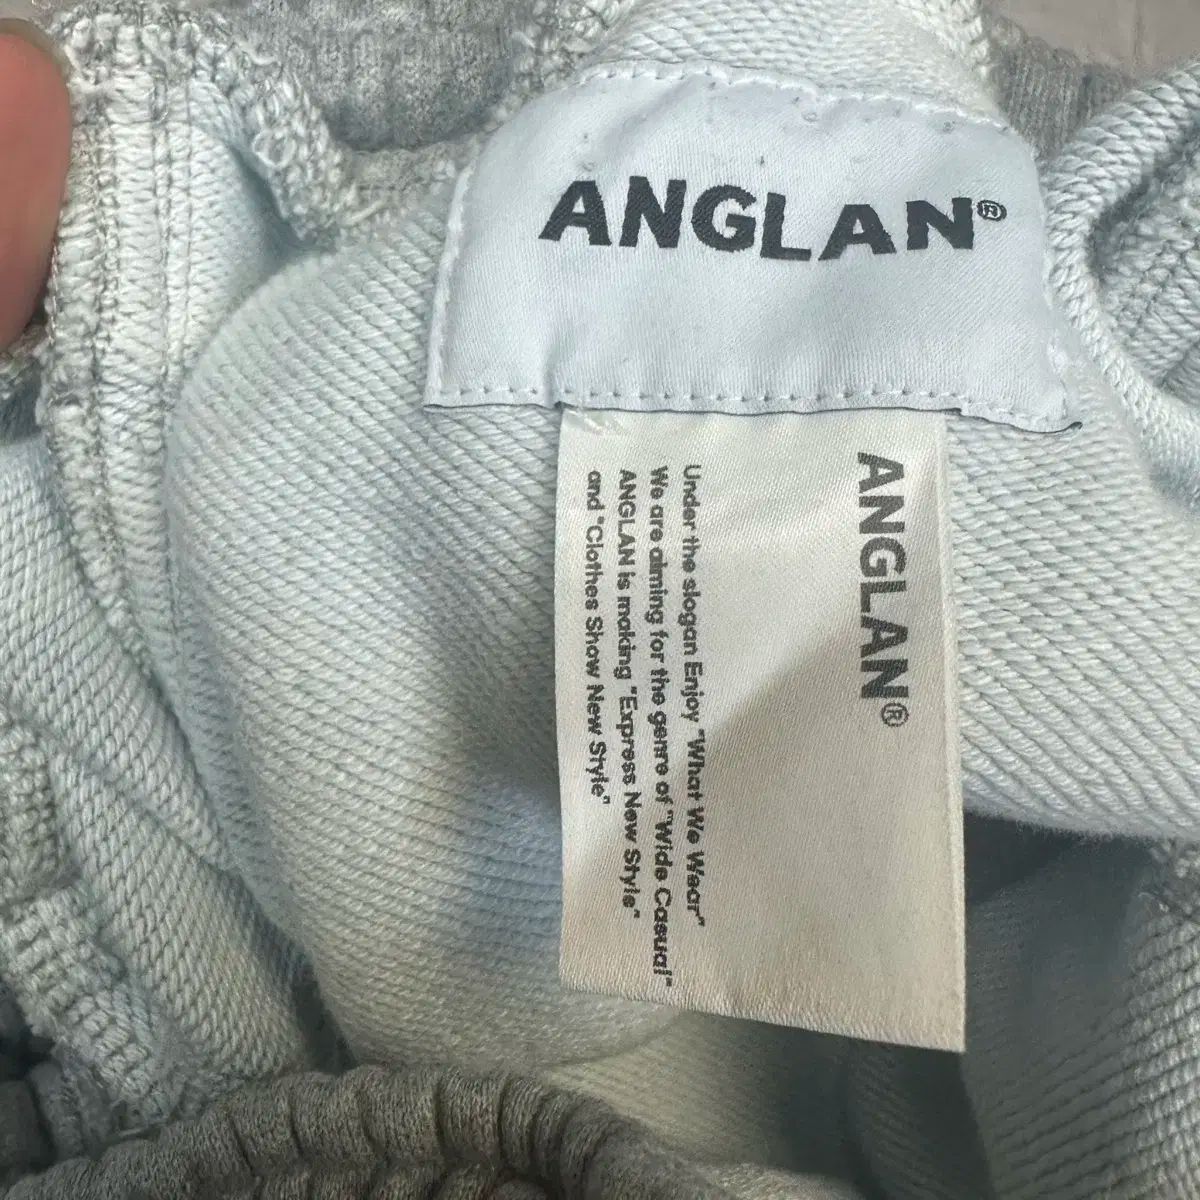 ANGLAN®
ANGLAN®
Under the slogan Enjoy "What We Wear"
We are aiming for the genre of "Wide Casual"
ANGLAN is making "Express New Style"
and "Clothes Show New Style"